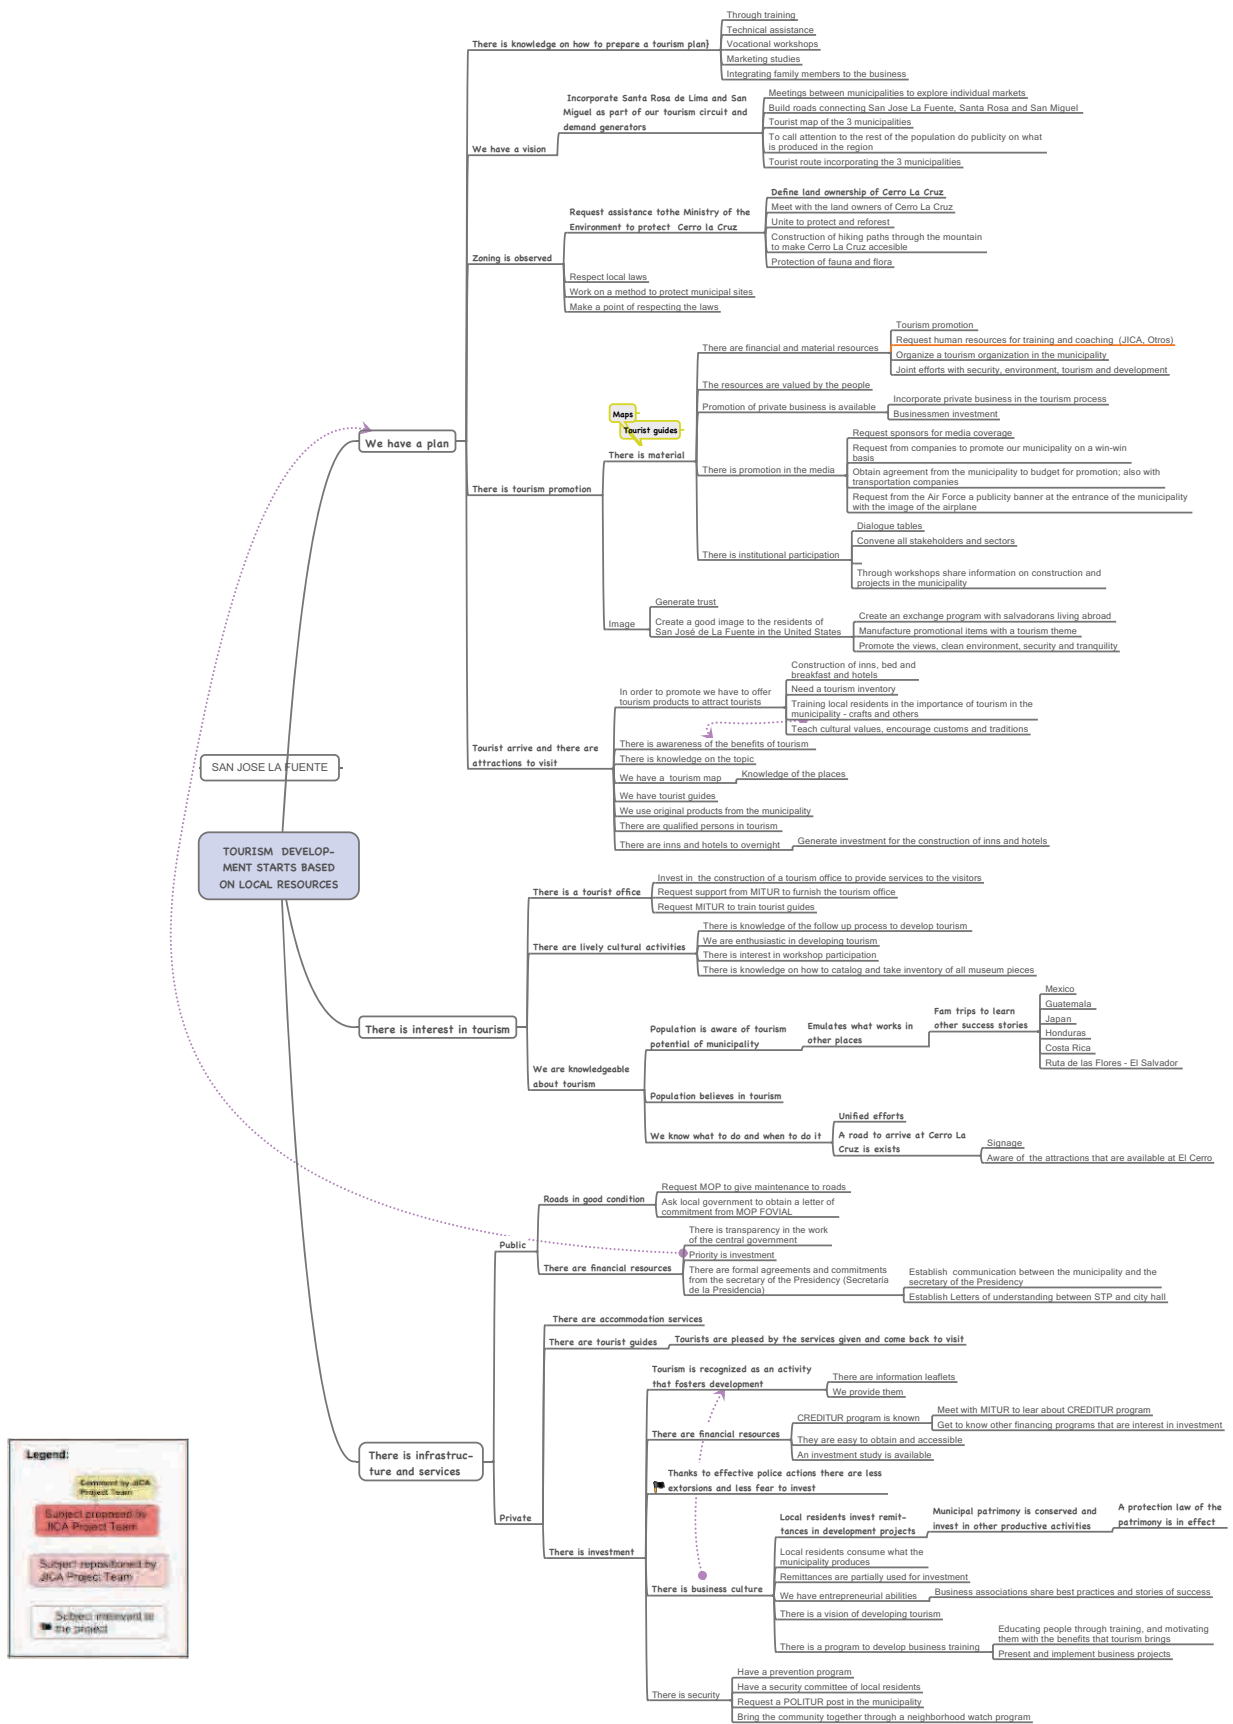 Through training
Technical assistance
There is knowledge on how to prepare a tourism plan}
Vocational workshops
Marketing studies
Integrating family members to the business
Incorporate Santa Rosa de Lima and San
Miguel as part of our tourism circuit and
demand generators
Meetings between municipalities to explore individual markets
Build roads connecting San Jose La Fuente, Santa Rosa and San Miguel
Tourist map of the 3 municipalities
To call attention to the rest of the population do publicity on what
is produced in the region
We have a vision
Tourist route incorporating the 3 municipalities
Define land ownership of Cerro La Cruz
Request assistance tothe Ministry of the
Environment to protect Cerro la Cruz
Meet with the land owners of Cerro La Cruz
Unite to protect and reforest
Construction of hiking paths through the mountain
to make Cerro La Cruz accesible
Zoning is observed
Protection of fauna and flora
Respect local laws
Work on a method to protect municipal sites
Make a point of respecting the laws
Tourism promotion
Request human resources for training and coaching (JICA, Otros)
There are financial and material resources
Organize a tourism organization in the municipality
Joint efforts with security, environment, tourism and development
The resources are valued by the people
Promotion of private business is available
Incorporate private business in the tourism process
Businessmen investment
Maps
Tourist guides
We have a plan
There is material
Request sponsors for media coverage
Request from companies to promote our municipality on a win-win
basis
There is promotion in the media
Obtain agreement from the municipality to budget for promotion; also with
transportation companies
There is tourism promotion
Request from the Air Force a publicity banner at the entrance of the municipality
with the image of the airplane
Dialogue tables
Convene all stakeholders and sectors
There is institutional participation
Through workshops share information on construction and
projects in the municipality
Generate trust
Image
Create a good image to the residents of
San José de La Fuente in the United States
Create an exchange program with salvadorans living abroad
Manufacture promotional items with a tourism theme
Promote the views, clean environment, security and tranquility
Construction of inns, bed and
breakfast and hotels
In order to promote we have to offer
tourism products to attract tourists
Need a tourism inventory
Training local residents in the importance of tourism in the
municipality - crafts and others
Teach cultural values, encourage customs and traditions
Tourist arrive and there are
attractions to visit
There is awareness of the benefits of tourism
There is knowledge on the topic
We have a tourism map
Knowledge of the places
We have tourist guides
We use original products from the municipality
There are qualified persons in tourism
There are inns and hotels to overnight
Generate investment for the construction of inns and hotels
SAN JOSE LA FUENTE
TOURISM DEVELOP-
MENT STARTS BASED
ON LOCAL RESOURCES
Invest in the construction of a tourism office to provide services to the visitors
There is a tourist office
Request support from MITUR to furnish the tourism office
Request MITUR to train tourist guides
There is knowledge of the follow up process to develop tourism
We are enthusiastic in developing tourism
There are lively cultural activities
There is interest in workshop participation
There is knowledge on how to catalog and take inventory of all museum pieces
There is interest in tourism
Population is aware of tourism
potential of municipality
Emulates what works in
other places
Fam trips to learn
other success stories
Mexico
Guatemala
Japan
Honduras
Costa Rica
Ruta de las Flores - El Salvador
We are knowledgeable
about tourism
Population believes in tourism
We know what to do and when to do it
Unified efforts
A road to arrive at Cerro La
Cruz is exists
Signage
Aware of the attractions that are available at El Cerro
Request MOP to give maintenance to roads
Roads in good condition
Ask local government to obtain a letter of
commitment from MOP FOVIAL
Public
There is transparency in the work
of the central government
Priority is investment
There are financial resources
There are formal agreements and commitments
from the secretary of the Presidency (Secretaría
de la Presidencia)
Establish communication between the municipality and the
secretary of the Presidency
Establish Letters of understanding between STP and city hall
There are accommodation services
There are tourist guides
Tourists are pleased by the services given and come back to visit
Tourism is recognized as an activity
that fosters development
There are information leaflets
We provide them
There are financial resources
CREDITUR program is known
Meet with MITUR to lear about CREDITUR program
Get to know other financing programs that are interest in investment
They are easy to obtain and accessible
An investment study is available
There is infrastruc-
ture and services
Thanks to effective police actions there are less
extorsions and less fear to invest
Private
There is investment
Local residents invest remit-
tances in development projects
Municipal patrimony is conserved and
invest in other productive activities
A protection law of the
patrimony is in effect
Local residents consume what the
municipality produces
Remittances are partially used for investment
There is business culture
We have entrepreneurial abilities
Business associations share best practices and stories of success
There is a vision of developing tourism
There is a program to develop business training
Educating people through training, and motivating
them with the benefits that tourism brings
Present and implement business projects
Have a prevention program
Have a security committee of local residents
There is security
Request a POLITUR post in the municipality
Bring the community together through a neighborhood watch program
Legend:
Comment by JICA
Project Team
Subject proposed by
JICA Project Team
Subject repositioned by
JICA Project Team
Subject relevant to
the project